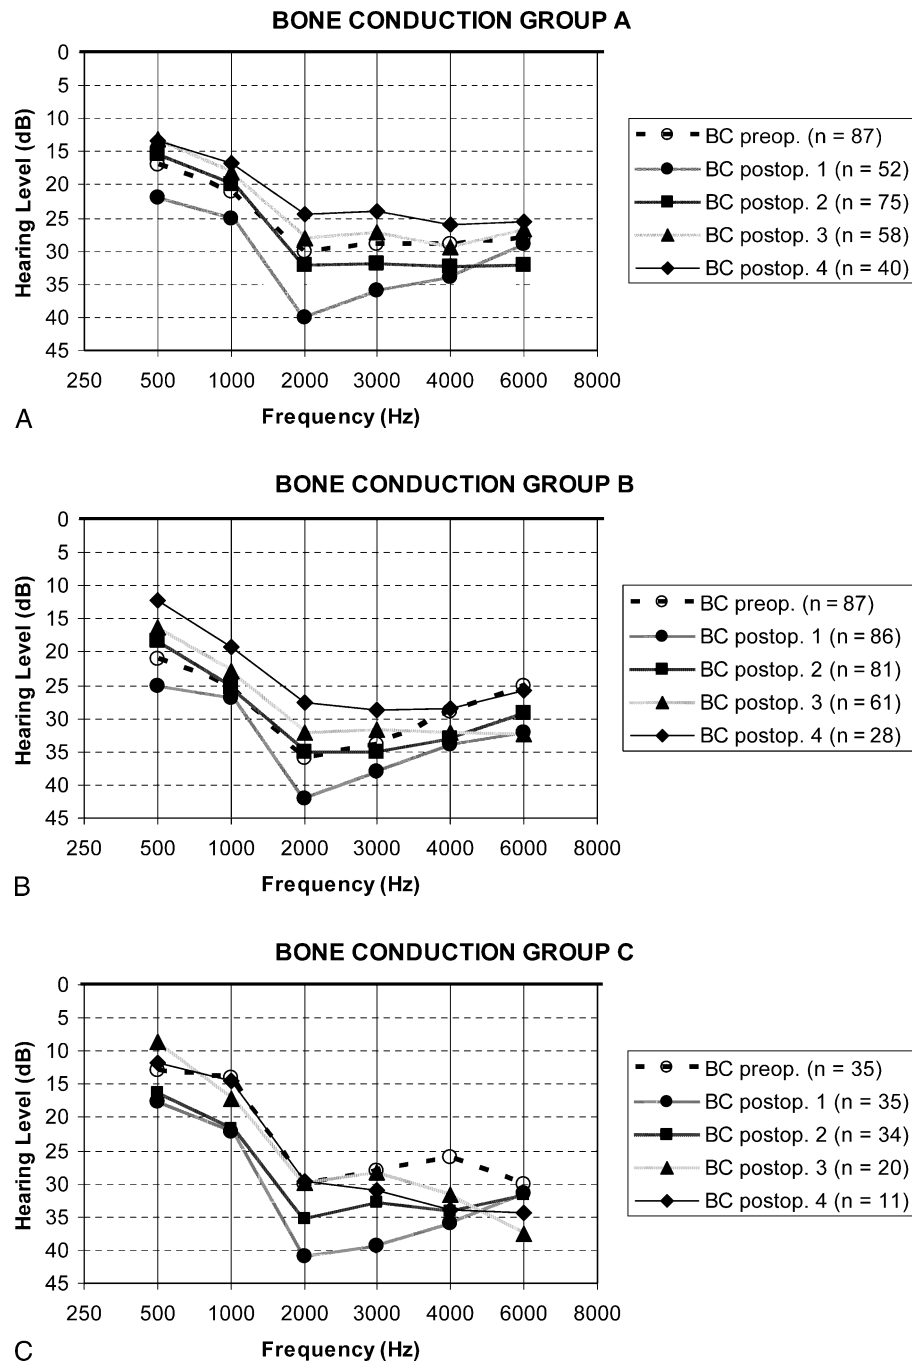 BONE CONDUCTION GROUP A
0
5
10
15
20
25
30
35
40
45
Hearing Level (dB)
250 500 1000 2000 3000 4000 6000 8000
Frequency (Hz)
A
BC preop. (n = 87)
BC postop. 1 (n = 52)
BC postop. 2 (n = 75)
BC postop. 3 (n = 58)
BC postop. 4 (n = 40)
BONE CONDUCTION GROUP B
0
5
10
15
20
25
30
35
40
45
Hearing Level (dB)
250 500 1000 2000 3000 4000 6000 8000
Frequency (Hz)
B
BC preop. (n = 87)
BC postop. 1 (n = 86)
BC postop. 2 (n = 81)
BC postop. 3 (n = 61)
BC postop. 4 (n = 28)
BONE CONDUCTION GROUP C
0
5
10
15
20
25
30
35
40
45
Hearing Level (dB)
250 500 1000 2000 3000 4000 6000 8000
Frequency (Hz)
C
BC preop. (n = 35)
BC postop. 1 (n = 35)
BC postop. 2 (n = 34)
BC postop. 3 (n = 20)
BC postop. 4 (n = 11)